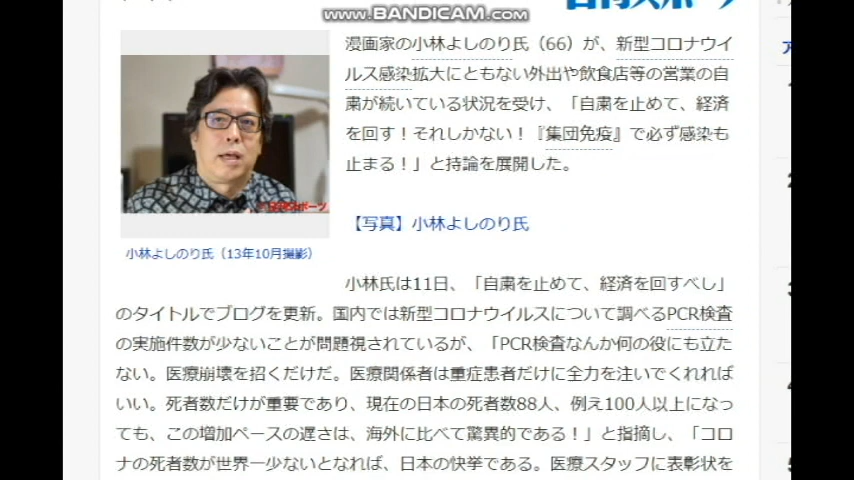 www.BANDICAM.com
漫画家の小林よしのり氏（66）が、新型コロナウイ
ルス感染拡大にともない外出や飲食店等の営業の自
粛が続いている状況を受け、「自粛を止めて、経済
を回す！それしかない！『集団免疫』で必ず感染も
止まる！」と持論を展開した。
【写真】小林よしのり氏
小林よしのり氏（13年10月撮影）
小林氏は11日、「自粛を止めて、経済を回すべし」
のタイトルでブログを更新。国内では新型コロナウイルスについて調べるPCR検査
の実施件数が少ないことが問題視されているが、「PCR検査なんか何の役にも立た
ない。医療崩壊を招くだけだ。医療関係者は重症患者だけに全力を注いでくれれば
いい。死者数だけが重要であり、現在の日本の死者数88人、例え100人以上になっ
ても、この増加ペースの遅さは、海外に比べて驚異的である！」と指摘し、「コロ
ナの死者数が世界一少ないとなれば、日本の快挙である。医療スタッフに表彰状を